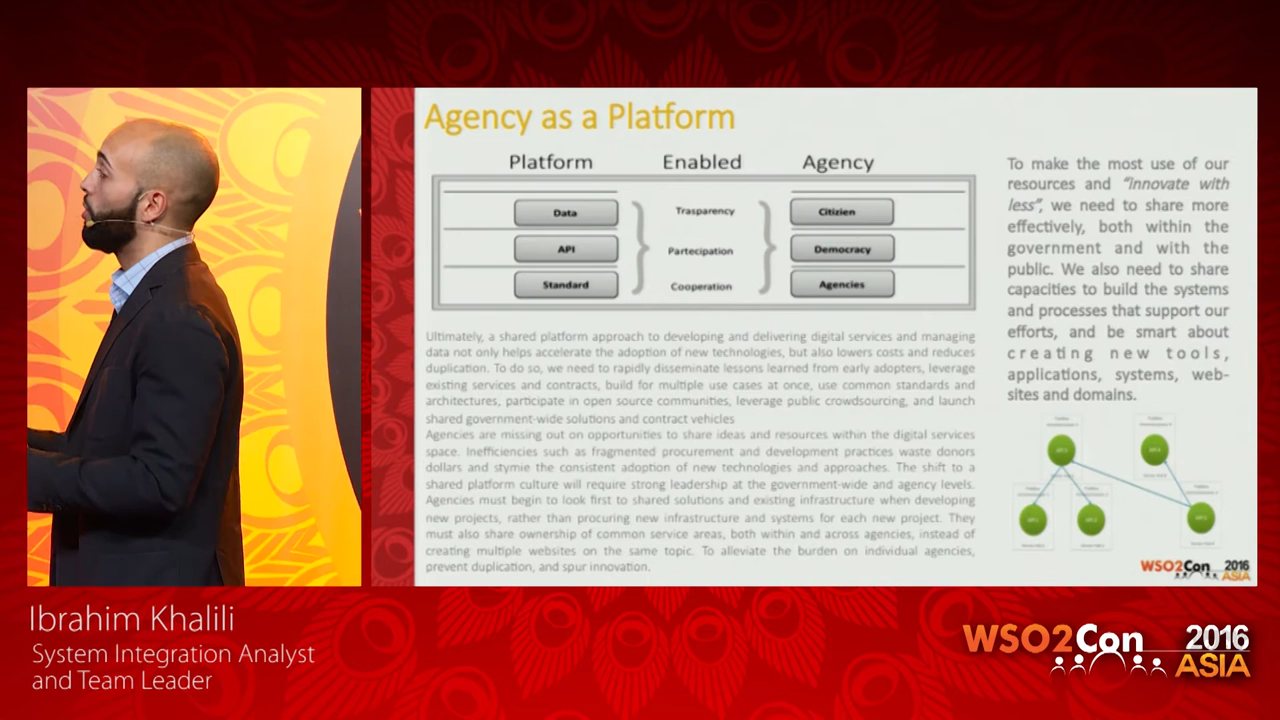 Agency as a Platform
Platform Enabled Agency
Data Trasparency Citizien
API Partecipation Democracy
Standard Cooperation Agencies
Ultimately, a shared platform approach to developing and delivering digital services and managing
data not only helps accelerate the adoption of new technologies, but also lowers costs and reduces
duplication. To do so, we need to rapidly disseminate lessons learned from early adopters, leverage
existing services and contracts, build for multiple use cases at once, use common standards and
architectures, participate in open source communities, leverage public crowdsourcing, and launch
shared government-wide solutions and contract vehicles
Agencies are missing out on opportunities to share ideas and resources within the digital services
space. Inefficiencies such as fragmented procurement and development practices waste donors
dollars and stymie the consistent adoption of new technologies and approaches. The shift to a
shared platform culture will require strong leadership at the government-wide and agency levels.
Agencies must begin to look first to shared solutions and existing infrastructure when developing
new projects, rather than procuring new infrastructure and systems for each new project. They
must also share ownership of common service areas, both within and across agencies, instead of
creating multiple websites on the same topic. To alleviate the burden on individual agencies,
prevent duplication, and spur innovation.
To make the most use of our
resources and "innovate with
less", we need to share more
effectively, both within the
government and with the
public. We also need to share
capacities to build the systems
and processes that support our
efforts, and be smart about
creating new tools,
applications, systems, web-
sites and domains.
WSO2Con 2016
ASIA
Ibrahim Khalili
System Integration Analyst
and Team Leader
WSO2Con 2016
ASIA